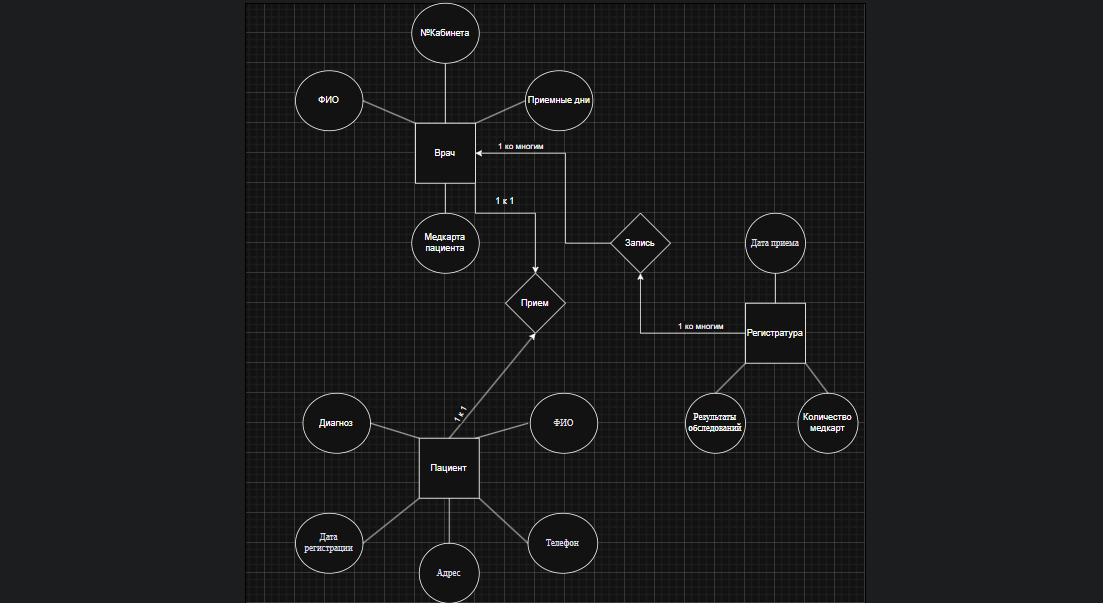 №Кабинета
ФИО
Приемные дни
Врач
1 ко многим
1 к 1
Медкарта
пациента
Запись
Дата приема
Прием
1 ко многим
Регистратура
1 к 1
Диагноз
ФИО
Результаты
обследований
Количество
медкарт
Пациент
Дата
регистрации
Телефон
Адрес